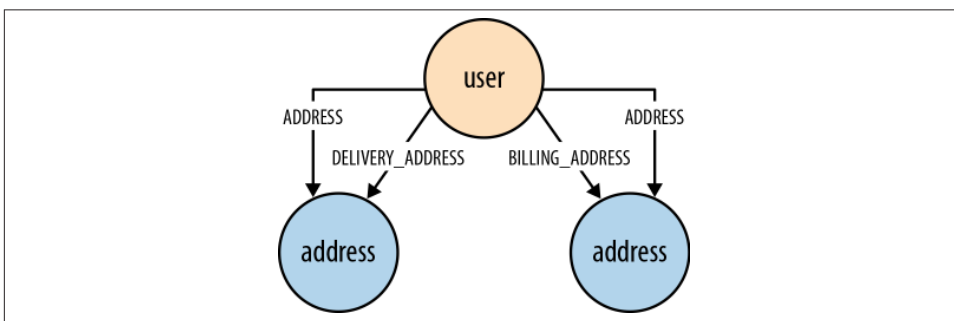 user
ADDRESS
ADDRESS
DELIVERY_ADDRESS
BILLING_ADDRESS
address
address